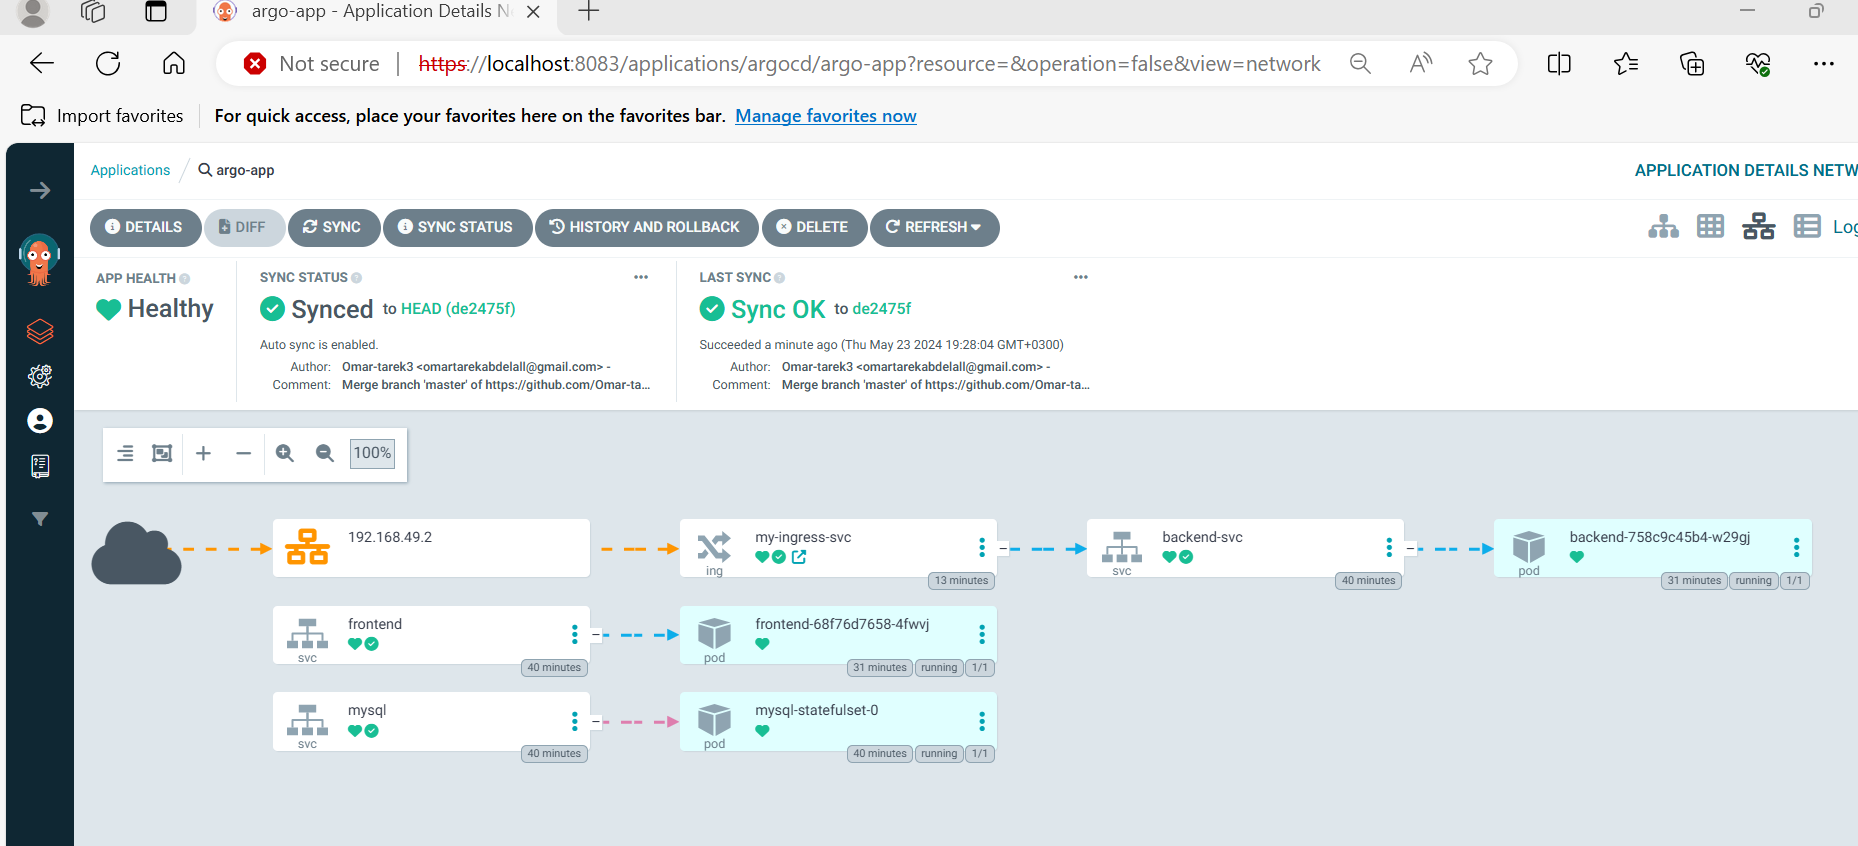 argo-app - Application Details N
Not secure
https://localhost:8083/applications/argocd/argo-app?resource=&operation=false&view=network
Import favorites
For quick access, place your favorites here on the favorites bar. Manage favorites now
Applications / argo-app
APPLICATION DETAILS NETW
DETAILS
DIFF
SYNC
SYNC STATUS
HISTORY AND ROLLBACK
DELETE
REFRESH
Log
APP HEALTH
Healthy
SYNC STATUS
Synced to HEAD (de2475f)
Auto sync is enabled.
Author: Omar-tarek3 <omartarekabdelall@gmail.com> -
Comment: Merge branch 'master' of https://github.com/Omar-ta...
LAST SYNC
Sync OK to de2475f
Succeeded a minute ago (Thu May 23 2024 19:28:04 GMT+0300)
Author: Omar-tarek3 <omartarekabdelall@gmail.com> -
Comment: Merge branch 'master' of https://github.com/Omar-ta...
100%
192.168.49.2
my-ingress-svc
ing
13 minutes
backend-svc
svc
40 minutes
backend-758c9c45b4-w29gj
pod
31 minutes running 1/1
frontend
svc
40 minutes
frontend-68f76d7658-4fwvj
pod
31 minutes running 1/1
mysql
svc
40 minutes
mysql-statefulset-0
pod
40 minutes running 1/1